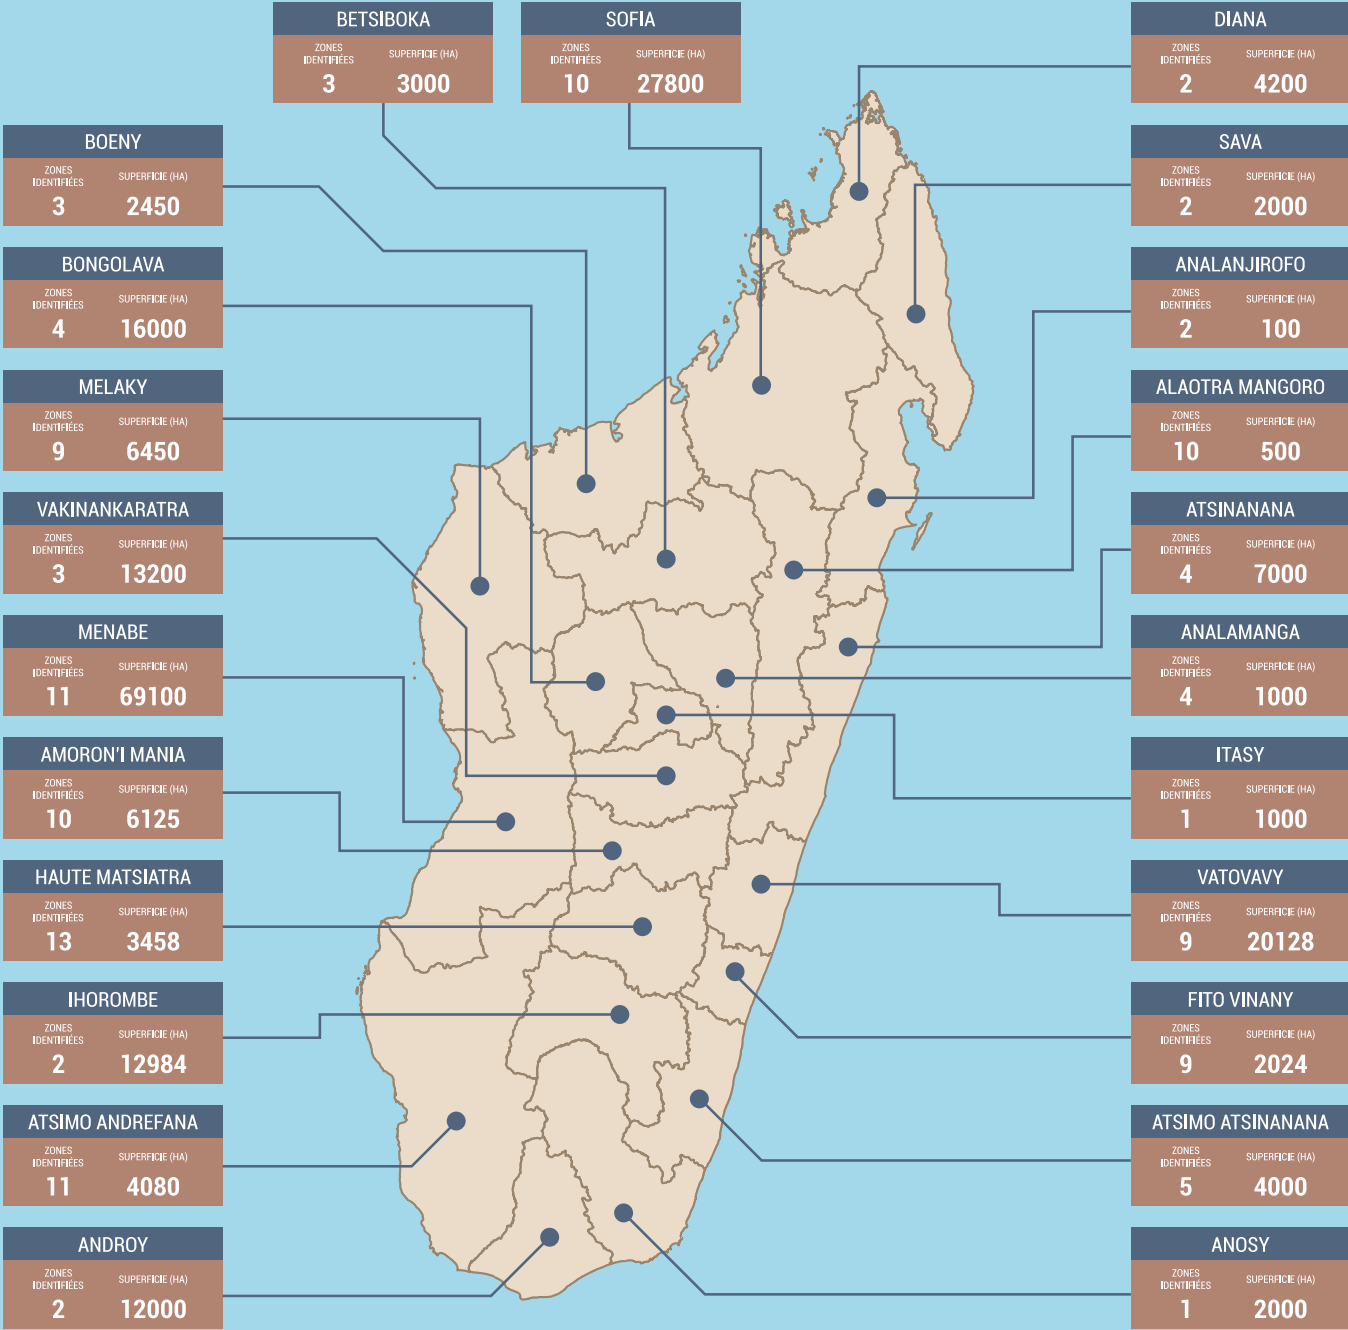 BETSIBOKA
ZONES
IDENTIFIÉES
SUPERFICIE (HA)
3
3000
SOFIA
ZONES
IDENTIFIÉES
SUPERFICIE (HA)
10
27800
DIANA
ZONES
IDENTIFIÉES
SUPERFICIE (HA)
2
4200
BOENY
ZONES
IDENTIFIÉES
SUPERFICIE (HA)
3
2450
BONGOLAVA
ZONES
IDENTIFIÉES
SUPERFICIE (HA)
4
16000
MELAKY
ZONES
IDENTIFIÉES
SUPERFICIE (HA)
9
6450
VAKINANKARATRA
ZONES
IDENTIFIÉES
SUPERFICIE (HA)
3
13200
MENABE
ZONES
IDENTIFIÉES
SUPERFICIE (HA)
11
69100
AMORON'I MANIA
ZONES
IDENTIFIÉES
SUPERFICIE (HA)
10
6125
HAUTE MATSIATRA
ZONES
IDENTIFIÉES
SUPERFICIE (HA)
13
3458
IHOROMBE
ZONES
IDENTIFIÉES
SUPERFICIE (HA)
2
12984
ATSIMO ANDREFANA
ZONES
IDENTIFIÉES
SUPERFICIE (HA)
11
4080
ANDROY
ZONES
IDENTIFIÉES
SUPERFICIE (HA)
2
12000
SAVA
ZONES
IDENTIFIÉES
SUPERFICIE (HA)
2
2000
ANALANJIROFO
ZONES
IDENTIFIÉES
SUPERFICIE (HA)
2
100
ALAOTRA MANGORO
ZONES
IDENTIFIÉES
SUPERFICIE (HA)
10
500
ATSINANANA
ZONES
IDENTIFIÉES
SUPERFICIE (HA)
4
7000
ANALAMANGA
ZONES
IDENTIFIÉES
SUPERFICIE (HA)
4
1000
ITASY
ZONES
IDENTIFIÉES
SUPERFICIE (HA)
1
1000
VATOVAVY
ZONES
IDENTIFIÉES
SUPERFICIE (HA)
9
20128
FITO VINANY
ZONES
IDENTIFIÉES
SUPERFICIE (HA)
9
2024
ATSIMO ATSINANANA
ZONES
IDENTIFIÉES
SUPERFICIE (HA)
5
4000
ANOSY
ZONES
IDENTIFIÉES
SUPERFICIE (HA)
1
2000